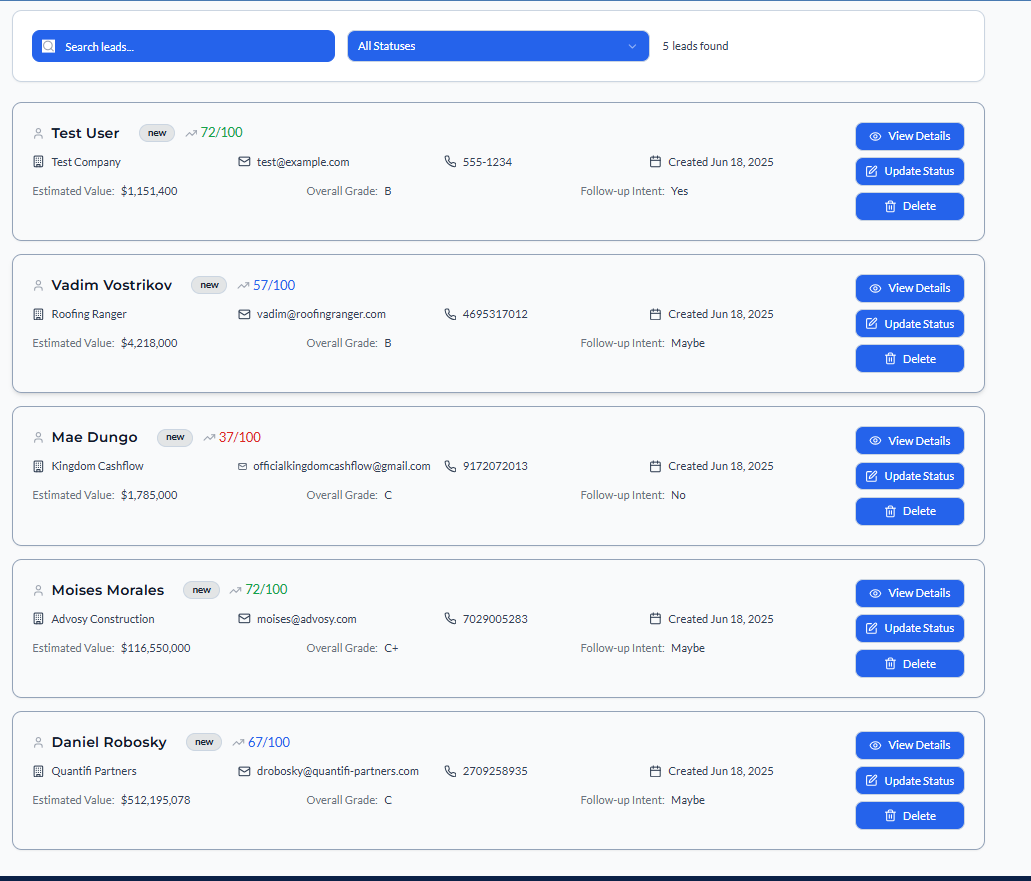 Search leads... All Statuses 5 leads found
Test User new 72/100 View Details
Test Company test@example.com 555-1234 Created Jun 18, 2025 Update Status
Estimated Value: $1,151,400 Overall Grade: B Follow-up Intent: Yes
Delete
Vadim Vostrikov new 57/100 View Details
Roofing Ranger vadim@roofingranger.com 4695317012 Created Jun 18, 2025 Update Status
Estimated Value: $4,218,000 Overall Grade: B Follow-up Intent: Maybe
Delete
Mae Dungo new 37/100 View Details
Kingdom Cashflow officialkingdomcashflow@gmail.com 9172072013 Created Jun 18, 2025 Update Status
Estimated Value: $1,785,000 Overall Grade: C Follow-up Intent: No
Delete
Moises Morales new 72/100 View Details
Advosy Construction moises@advosy.com 7029005283 Created Jun 18, 2025 Update Status
Estimated Value: $116,550,000 Overall Grade: C+ Follow-up Intent: Maybe
Delete
Daniel Robosky new 67/100 View Details
Quantifi Partners drobosky@quantifi-partners.com 2709258935 Created Jun 18, 2025 Update Status
Estimated Value: $512,195,078 Overall Grade: C Follow-up Intent: Maybe
Delete